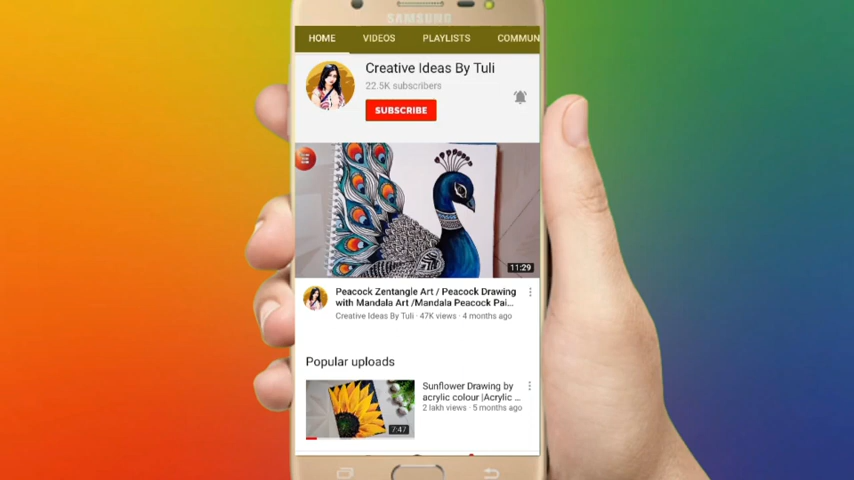 SAMSUNG
HOME VIDEOS PLAYLISTS COMMUN
Creative Ideas By Tuli
22.5K subscribers
SUBSCRIBE
11:29
Peacock Zentangle Art / Peacock Drawing
with Mandala Art /Mandala Peacock Pai...
Creative Ideas By Tuli · 47K views · 4 months ago
Popular uploads
Sunflower Drawing by
acrylic colour |Acrylic ...
2 lakh views · 5 months ago
7:47